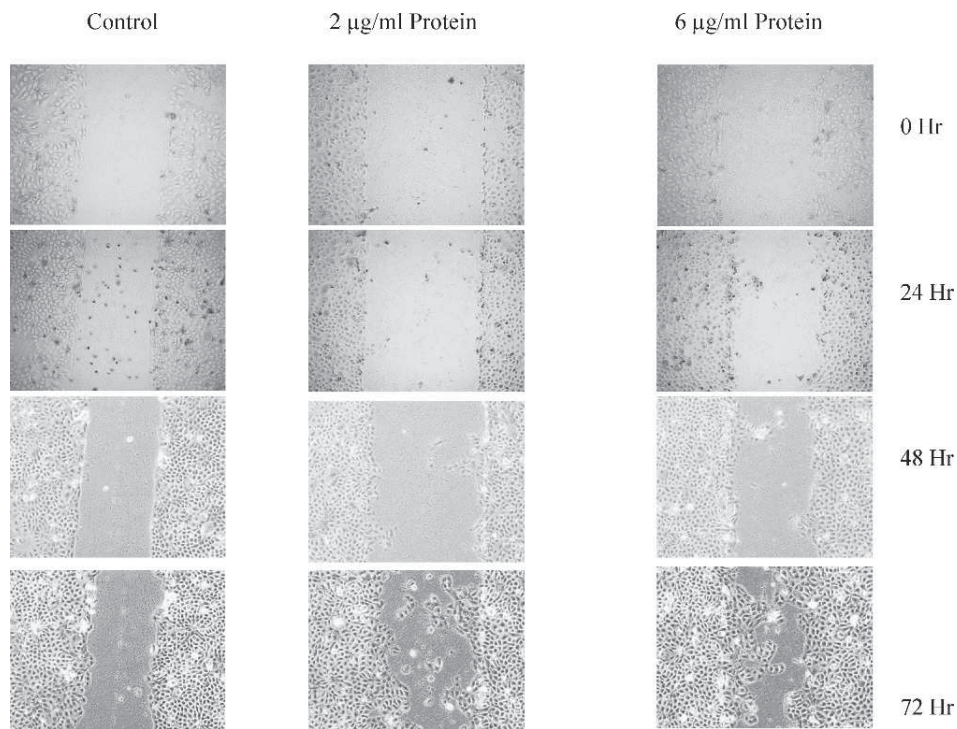 Control
2 µg/ml Protein
6 µg/ml Protein
0 Hr
24 Hr
48 Hr
72 Hr